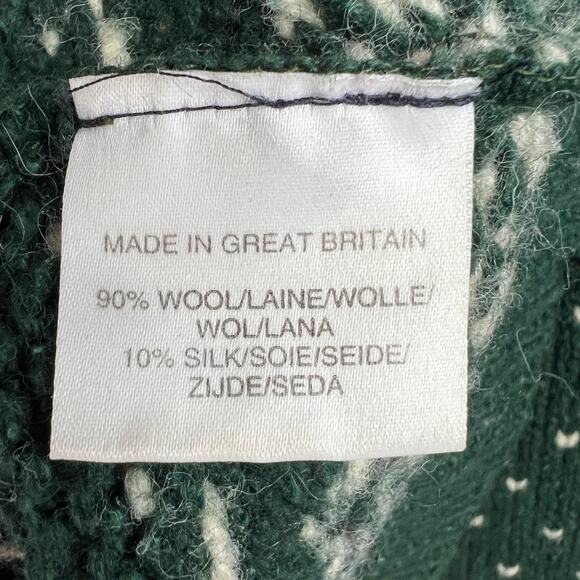 MADE IN GREAT BRITAIN
90% WOOL/LAINE/WOLLE/
WOL/LANA
10% SILK/SOIE/SEIDE/
ZIJDE/SEDA